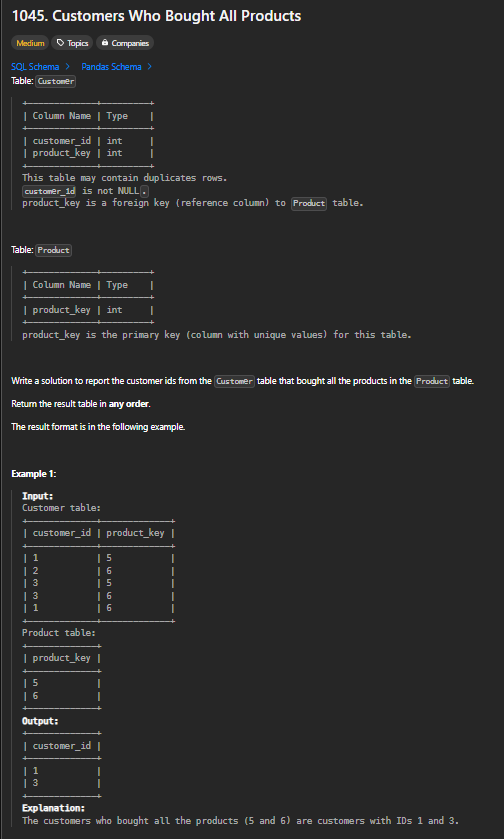 1045. Customers Who Bought All Products
Medium Topics Companies
SQL Schema > Pandas Schema >
Table: Customer
+-------------+---------+
| Column Name | Type    |
+-------------+---------+
| customer_id | int     |
| product_key | int     |
+-------------+---------+
This table may contain duplicates rows.
customer_id is not NULL.
product_key is a foreign key (reference column) to Product table.
Table: Product
+-------------+---------+
| Column Name | Type    |
+-------------+---------+
| product_key | int     |
+-------------+---------+
product_key is the primary key (column with unique values) for this table.
Write a solution to report the customer ids from the Customer table that bought all the products in the Product table.
Return the result table in any order.
The result format is in the following example.
Example 1:
Input:
Customer table:
+-------------+-------------+
| customer_id | product_key |
+-------------+-------------+
| 1           | 5           |
| 2           | 6           |
| 3           | 5           |
| 3           | 6           |
| 1           | 6           |
+-------------+-------------+
Product table:
+-------------+
| product_key |
+-------------+
| 5           |
| 6           |
+-------------+
Output:
+-------------+
| customer_id |
+-------------+
| 1           |
| 3           |
+-------------+
Explanation:
The customers who bought all the products (5 and 6) are customers with IDs 1 and 3.